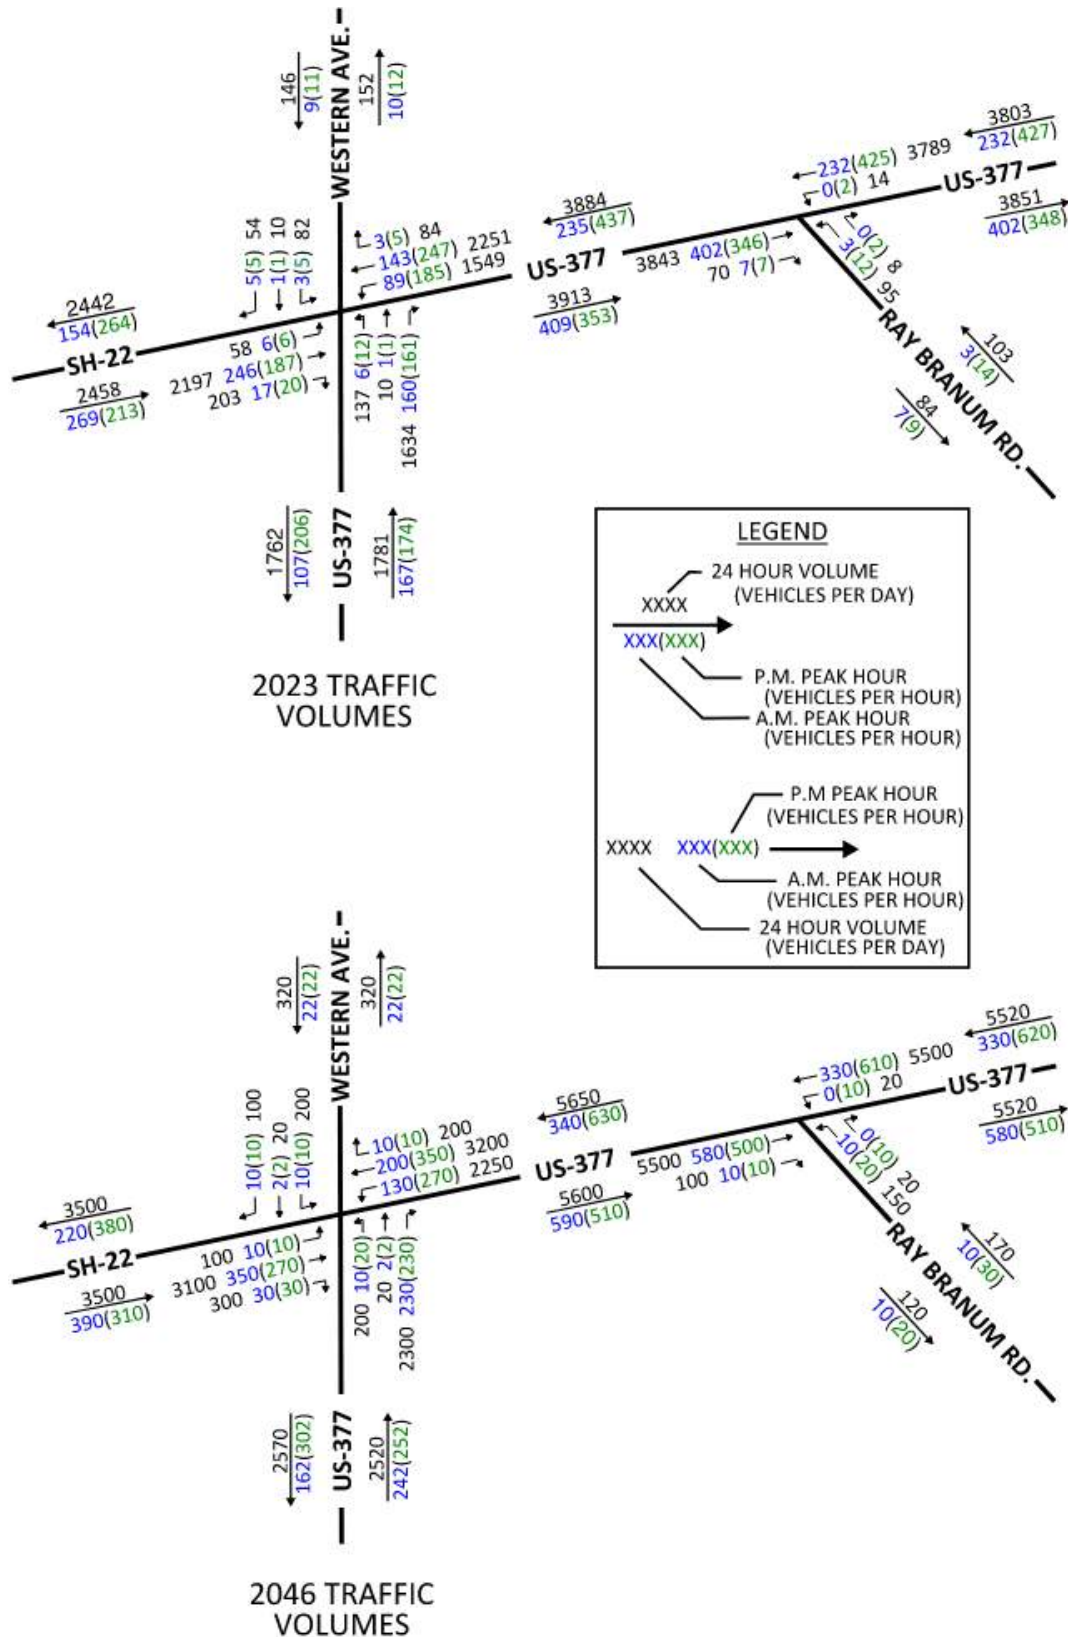 WESTERN AVE.
146
9(11)
152
10(12)
3803
232(427)
232(425) 3789
0(2) 14
US-377
3851
402(348)
3884
235(437)
US-377
3913
409(353)
5(5) 54
1(1) 10
3(5) 82
3(5) 84
143(247) 2251
89(185) 1549
3843 402(346)
70 7(7)
0(2) 8
3(12) 95
RAY BRANUM RD.
103
3(14)
84
7(9)
2442
154(264)
SH-22
2458
269(213)
58 6(6)
2197 246(187)
203 17(20)
137 6(12)
10 1(1)
1634 160(161)
1762
107(206)
US-377
1781
167(174)
2023 TRAFFIC
VOLUMES
LEGEND
24 HOUR VOLUME
(VEHICLES PER DAY)
XXXX
XXX(XXX)
P.M. PEAK HOUR
(VEHICLES PER HOUR)
A.M. PEAK HOUR
(VEHICLES PER HOUR)
P.M PEAK HOUR
(VEHICLES PER HOUR)
XXXX XXX(XXX)
A.M. PEAK HOUR
(VEHICLES PER HOUR)
24 HOUR VOLUME
(VEHICLES PER DAY)
WESTERN AVE.
320
22(22)
320
22(22)
5520
330(620)
330(610) 5500
0(10) 20
US-377
5520
580(510)
5650
340(630)
US-377
5600
590(510)
10(10) 100
2(2) 20
10(10) 200
10(10) 200
200(350) 3200
130(270) 2250
5500 580(500)
100 10(10)
0(10) 20
10(20) 150
RAY BRANUM RD.
170
10(30)
120
10(20)
3500
220(380)
SH-22
3500
390(310)
100 10(10)
3100 350(270)
300 30(30)
200 10(20)
20 2(2)
2300 230(230)
2570
162(302)
US-377
2520
242(252)
2046 TRAFFIC
VOLUMES